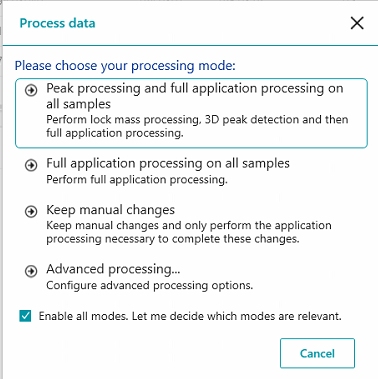 Process data
Please choose your processing mode:
Peak processing and full application processing on
all samples
Perform lock mass processing, 3D peak detection and then
full application processing.
Full application processing on all samples
Perform full application processing.
Keep manual changes
Keep manual changes and only perform the application
processing necessary to complete these changes.
Advanced processing...
Configure advanced processing options.
Enable all modes. Let me decide which modes are relevant.
Cancel